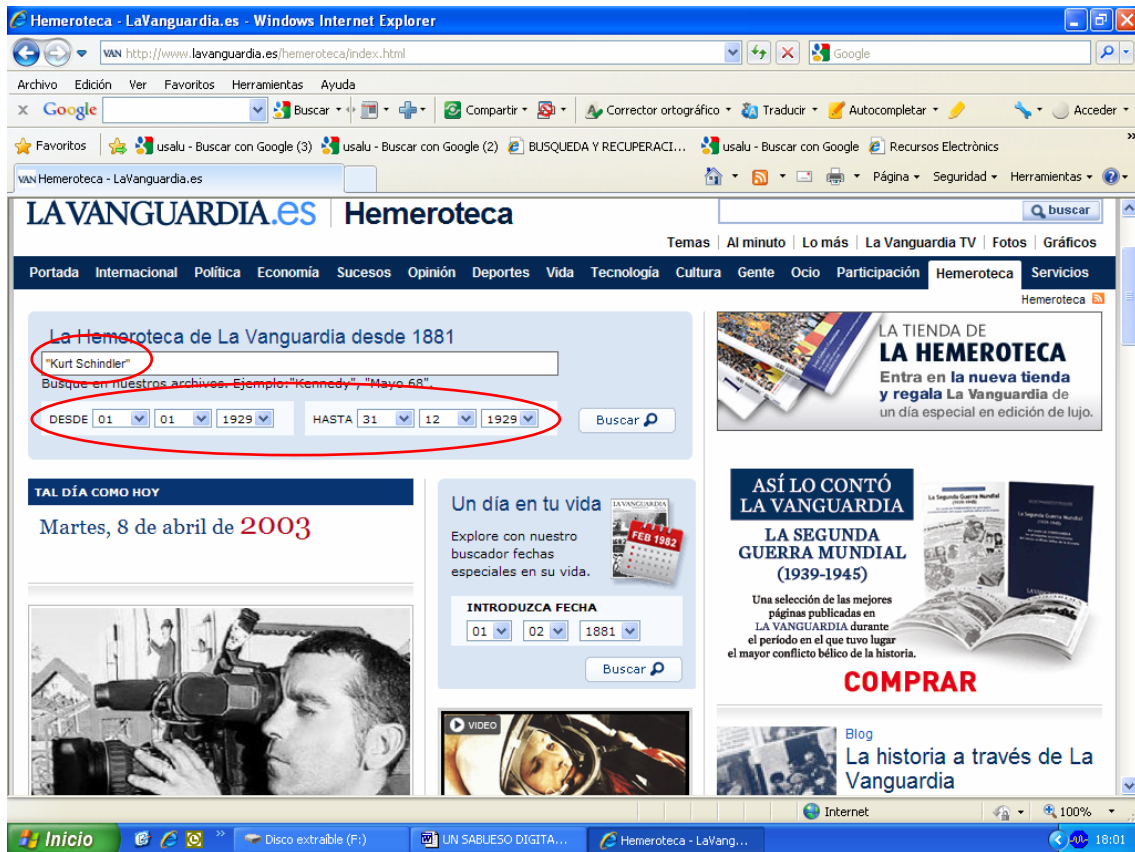 Hemeroteca - LaVanguardia.es - Windows Internet Explorer
VAN http://www.lavanguardia.es/hemeroteca/index.html
Google
Archivo Edición Ver Favoritos Herramientas Ayuda
x Google Buscar Compartir Corrector ortográfico Traducir Autocompletar Acceder
Favoritos usalu - Buscar con Google (3) usalu - Buscar con Google (2) BUSQUEDA Y RECUPERACI... usalu - Buscar con Google Recursos Electrònics »
VAN Hemeroteca - LaVanguardia.es Página Seguridad Herramientas
LAVANGUARDIA.es Hemeroteca buscar
Temas | Al minuto | Lo más | La Vanguardia TV | Fotos | Gráficos
Portada Internacional Política Economía Sucesos Opinión Deportes Vida Tecnología Cultura Gente Ocio Participación Hemeroteca Servicios
Hemeroteca
La Hemeroteca de La Vanguardia desde 1881
"Kurt Schindler"
Busque en nuestros archivos. Ejemplo:"Kennedy", "Mayo 68",
DESDE 01 01 1929 HASTA 31 12 1929 Buscar
LA TIENDA DE
LA HEMEROTECA
Entra en la nueva tienda
y regala La Vanguardia de
un día especial en edición de lujo.
TAL DÍA COMO HOY
Martes, 8 de abril de 2003
Un día en tu vida
Explore con nuestro
buscador fechas
especiales en su vida.
LA VANGUARDIA
FEB 1982
INTRODUZCA FECHA
01 02 1881
Buscar
VIDEO
ASÍ LO CONTÓ
LA VANGUARDIA
LA SEGUNDA
GUERRA MUNDIAL
(1939-1945)
Una selección de las mejores
páginas publicadas en
LA VANGUARDIA durante
el período en el que tuvo lugar
el mayor conflicto bélico de la historia.
La Segunda Guerra Mundial
COMPRAR
Blog
La historia a través de La
Vanguardia
Internet 100%
Inicio » Disco extraíble (F:) UN SABUESO DIGITA... Hemeroteca - LaVang... 18:01